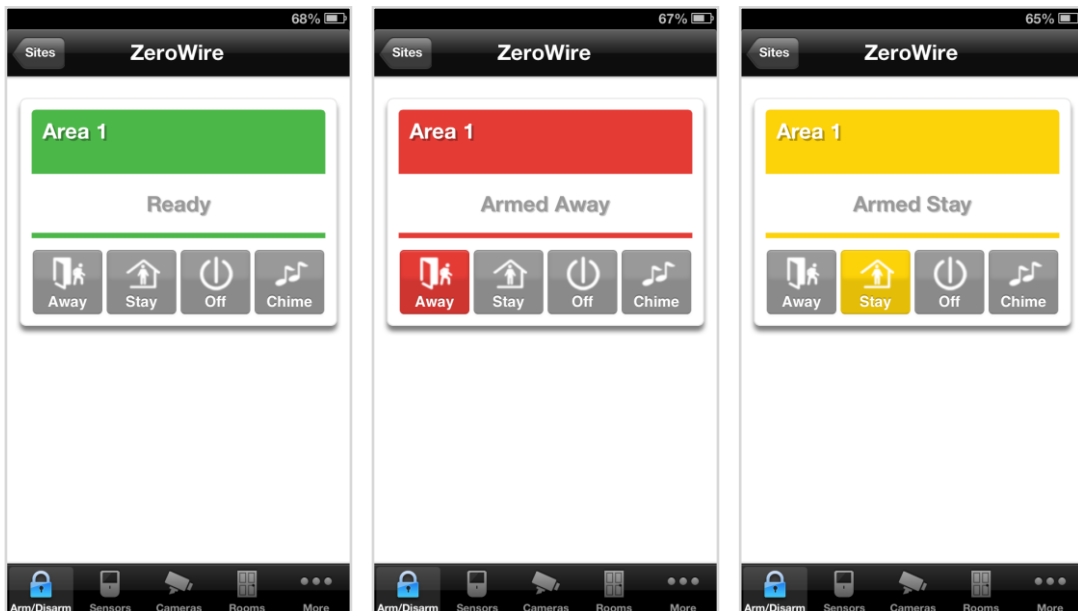 68%
Sites ZeroWire
Area 1
Ready
Away Stay Off Chime
Arm/Disarm Sensors Cameras Rooms More
67%
Sites ZeroWire
Area 1
Armed Away
Away Stay Off Chime
Arm/Disarm Sensors Cameras Rooms More
65%
Sites ZeroWire
Area 1
Armed Stay
Away Stay Off Chime
Arm/Disarm Sensors Cameras Rooms More